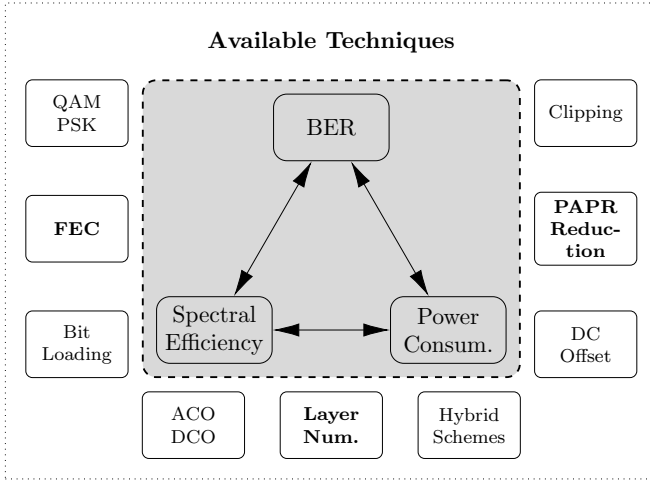 Available Techniques
QAM
PSK
BER
Clipping
FEC
PAPR
Reduc-
tion
Spectral
Efficiency
Power
Consum.
Bit
Loading
DC
Offset
ACO
DCO
Layer
Num.
Hybrid
Schemes